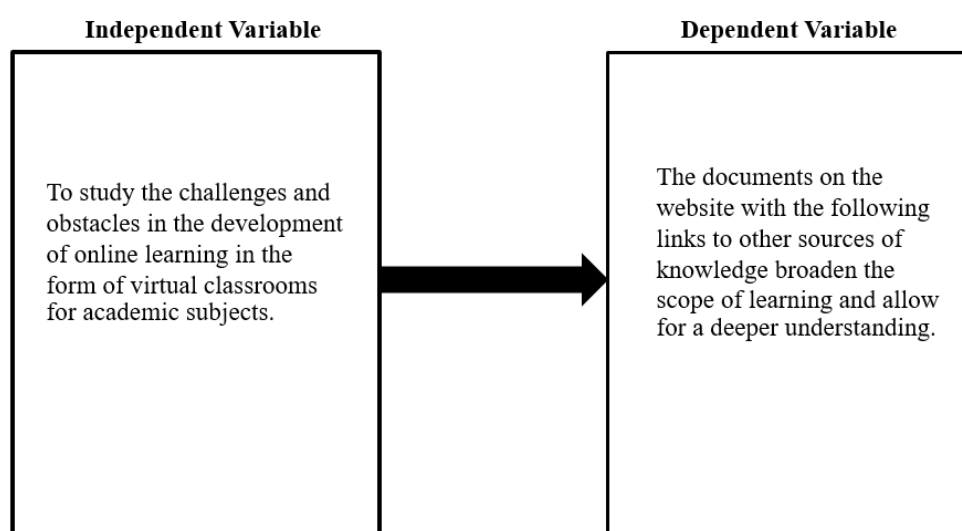 Independent Variable
Dependent Variable
To study the challenges and
obstacles in the development
of online learning in the
form of virtual classrooms
for academic subjects.
The documents on the
website with the following
links to other sources of
knowledge broaden the
scope of learning and allow
for a deeper understanding.